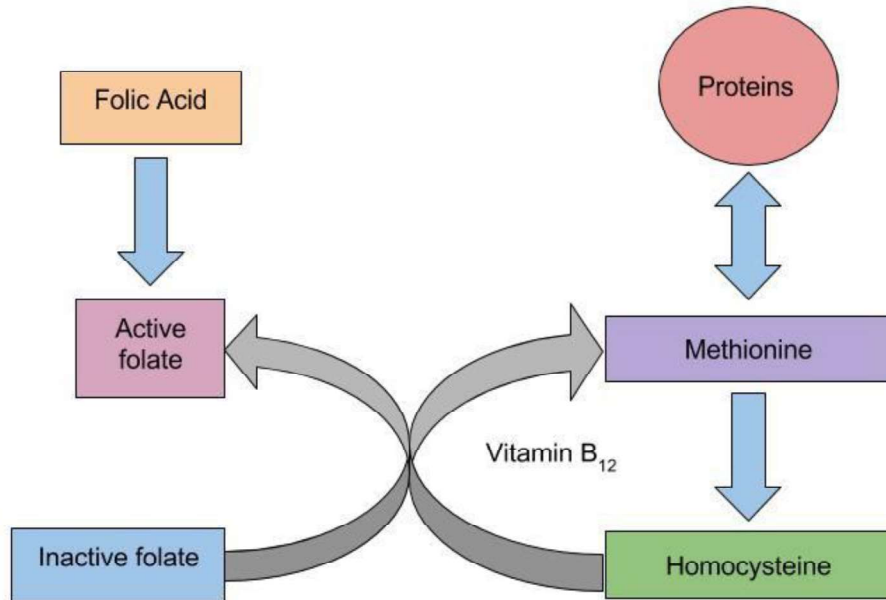 Folic Acid
Proteins
Active
folate
Methionine
Vitamin B₁₂
Inactive folate
Homocysteine